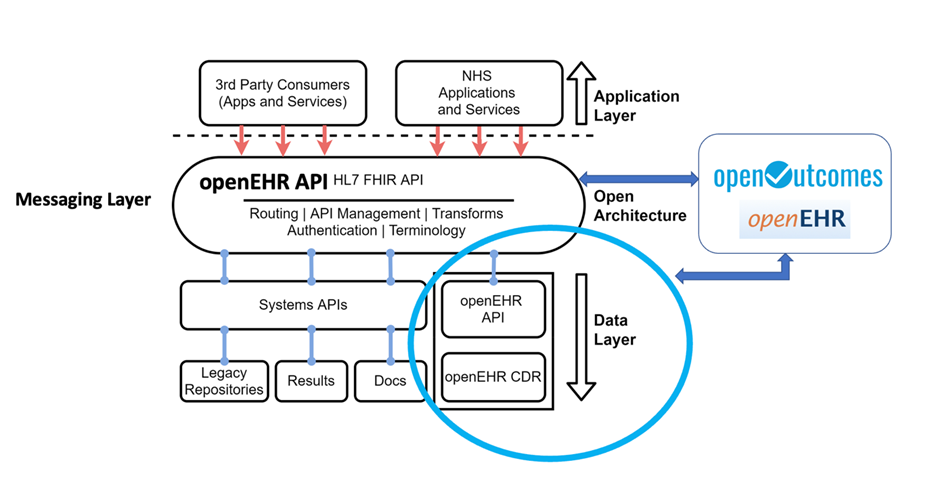 3rd Party Consumers
(Apps and Services)
NHS
Applications
and Services
Application
Layer
Messaging Layer
openEHR API HL7 FHIR API
Routing | API Management | Transforms
Authentication | Terminology
Open
Architecture
openOutcomes
openEHR
Systems APIs
openEHR
API
Data
Layer
Legacy
Repositories
Results
Docs
openEHR CDR